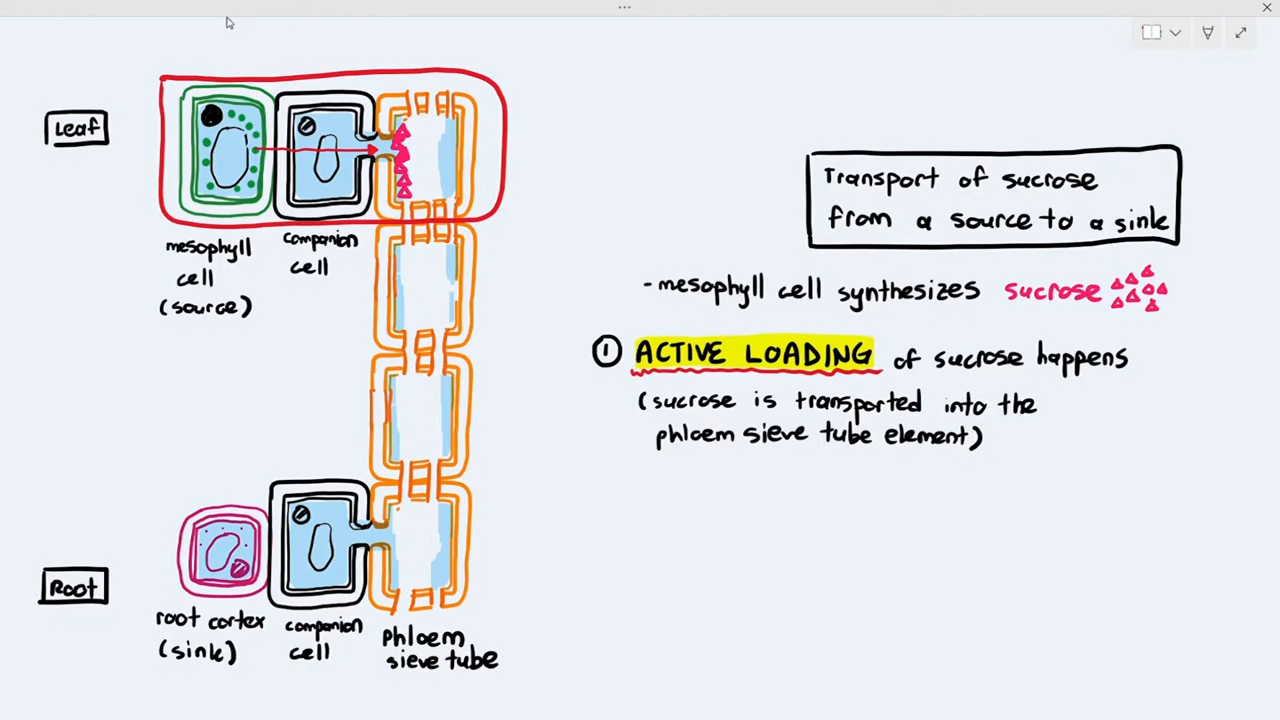 Leaf
mesophyll
cell
(source)
companion
cell
Transport of sucrose
from a source to a sink
- mesophyll cell synthesizes sucrose
① ACTIVE LOADING of sucrose happens
(sucrose is transported into the
phloem sieve tube element)
Root
root cortex
(sink)
companion
cell
phloem
sieve tube